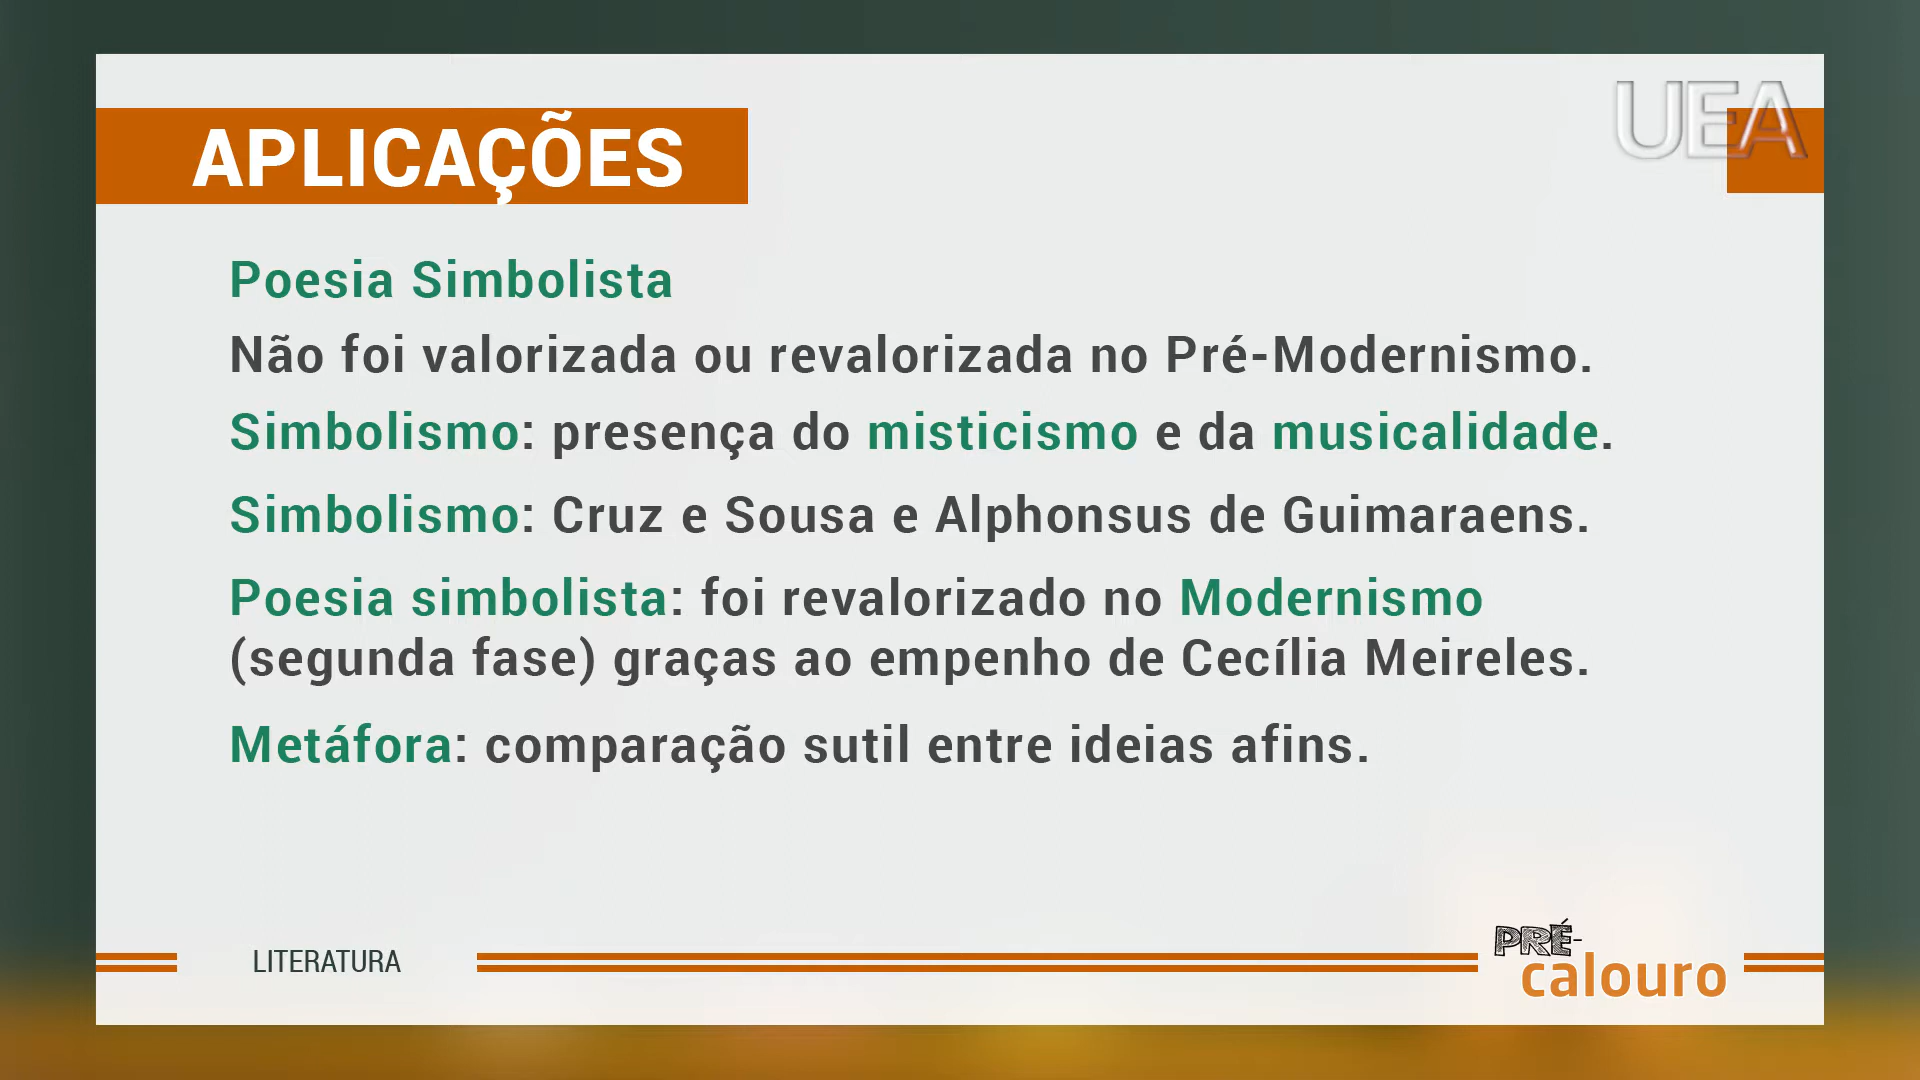 APLICAÇÕES
UEA
Poesia Simbolista
Não foi valorizada ou revalorizada no Pré-Modernismo.
Simbolismo: presença do misticismo e da musicalidade.
Simbolismo: Cruz e Sousa e Alphonsus de Guimaraens.
Poesia simbolista: foi revalorizado no Modernismo
(segunda fase) graças ao empenho de Cecília Meireles.
Metáfora: comparação sutil entre ideias afins.
LITERATURA
PRÉ-
calouro